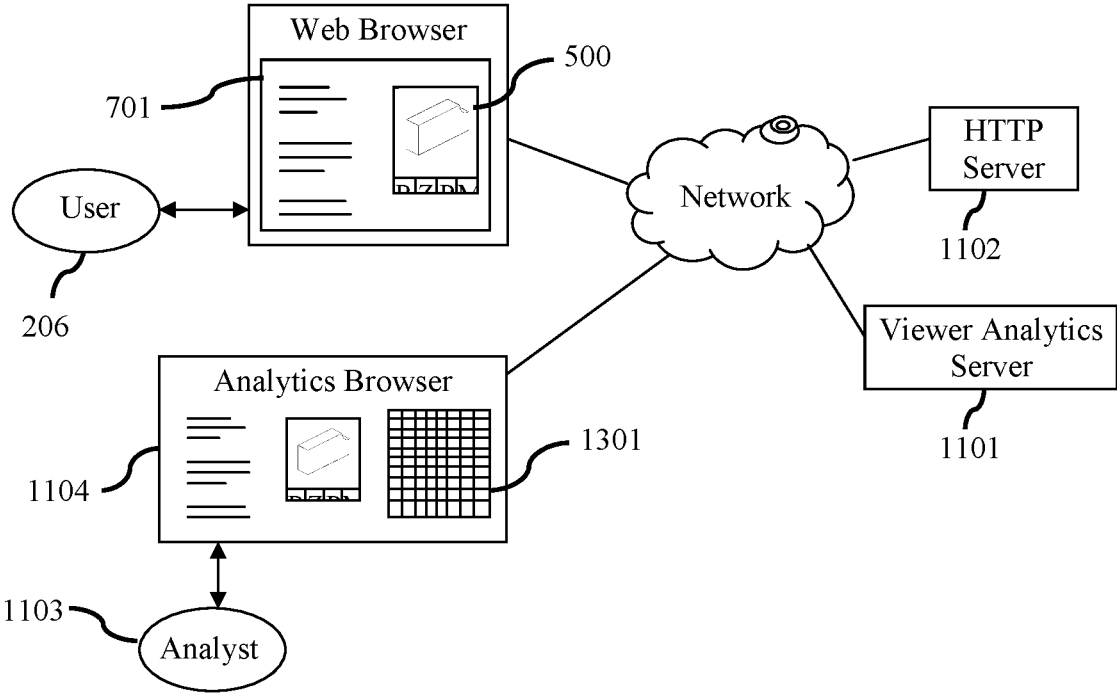 Web Browser
500
701
HTTP
Server
User
Network
1102
206
Viewer Analytics
Server
Analytics Browser
1301
1101
1104
1103
Analyst